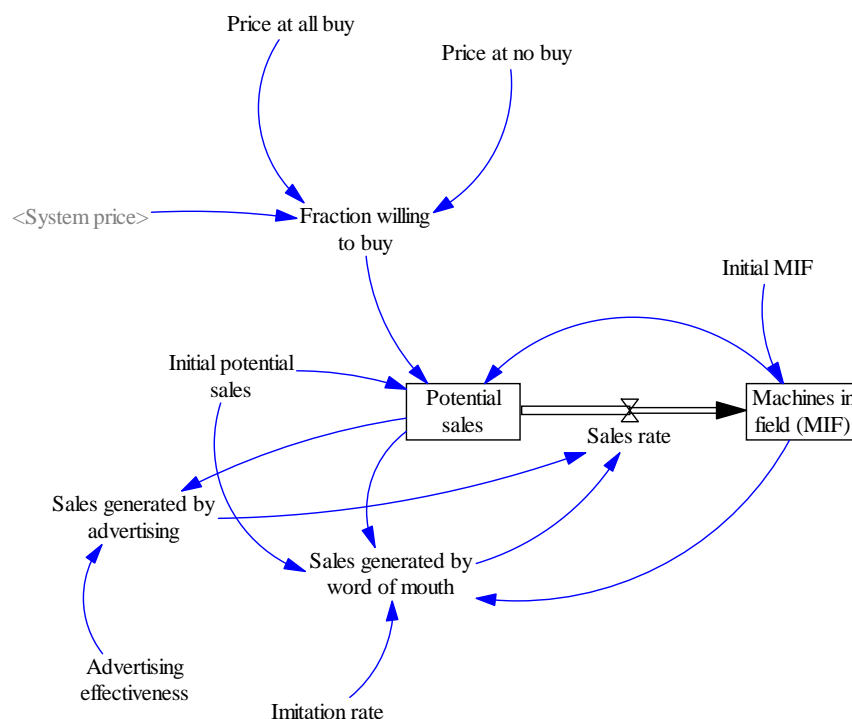 Price at all buy
Price at no buy
<System price>
Fraction willing
to buy
Initial MIF
Initial potential
sales
Potential
sales
Machines in
field (MIF)
Sales rate
Sales generated by
advertising
Sales generated by
word of mouth
Advertising
effectiveness
Imitation rate